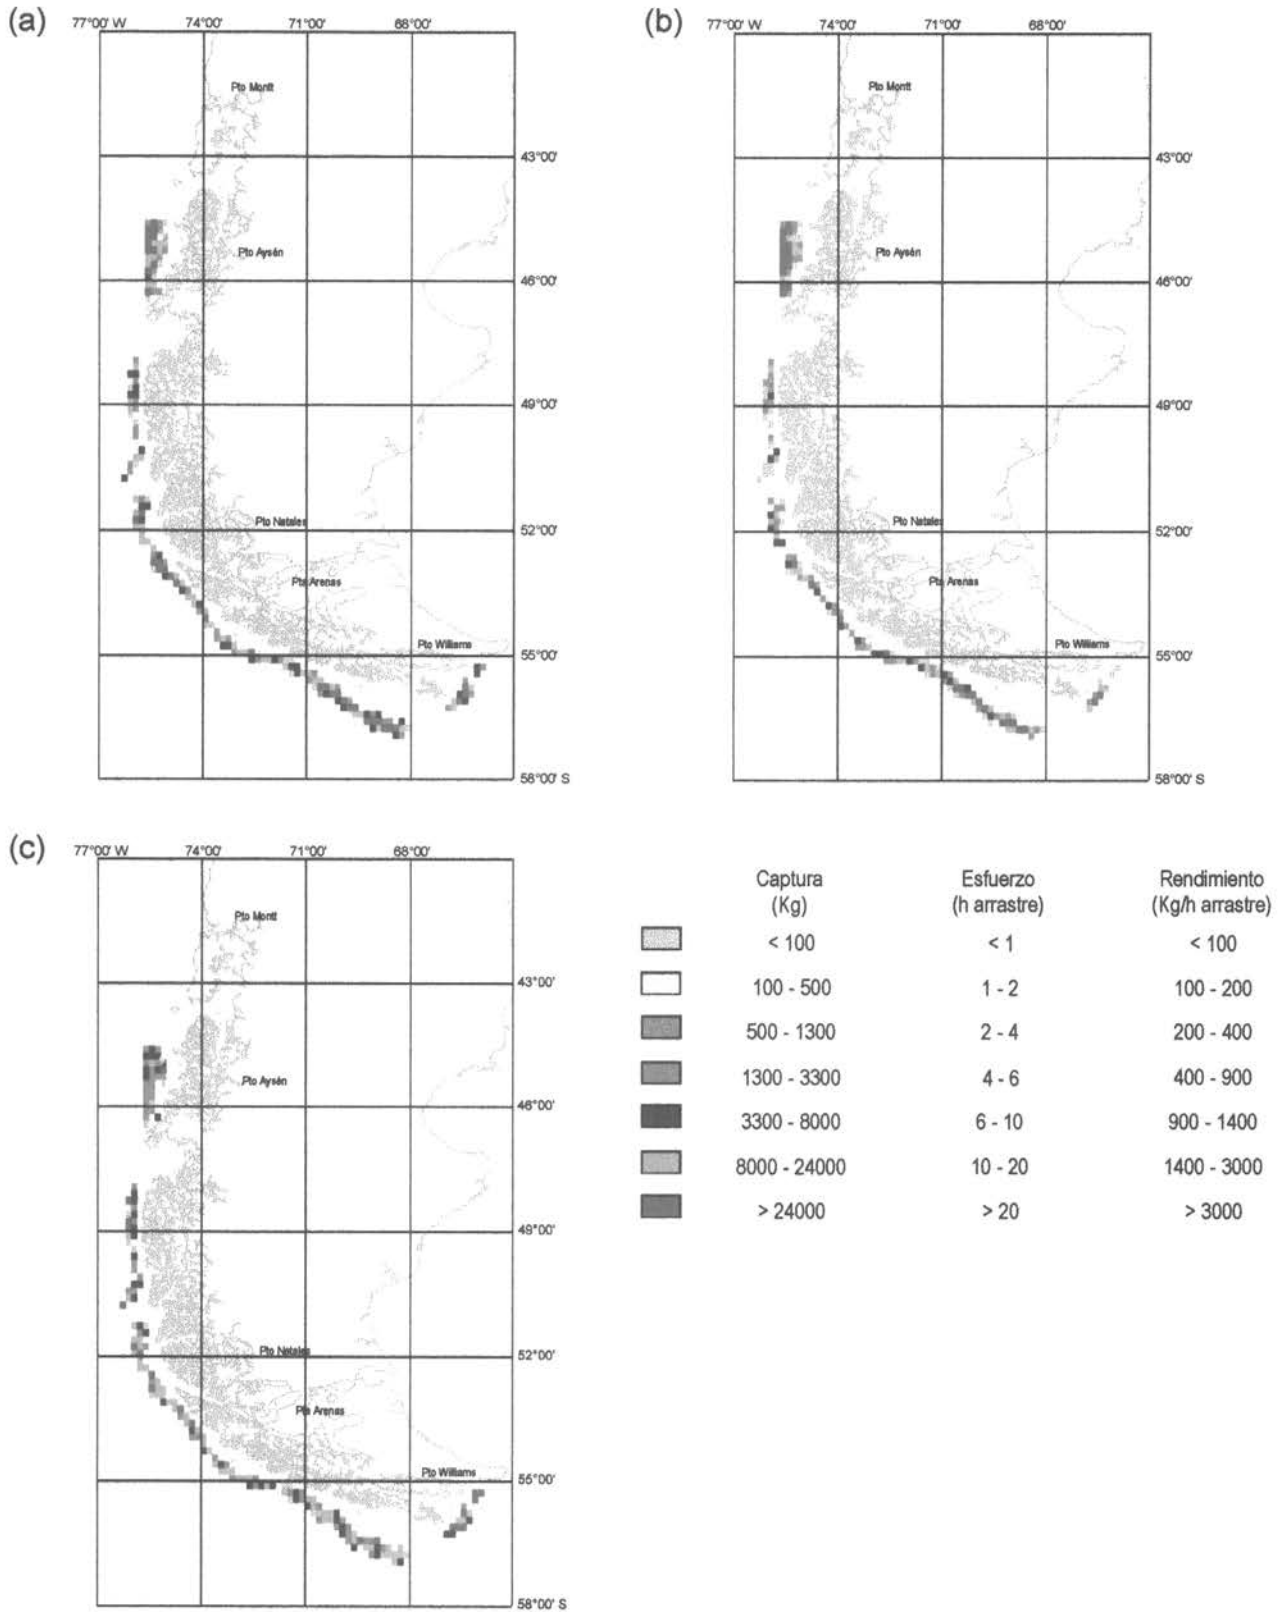 (a)
77°00' W 74°00' 71°00' 68°00'
Pto Montt
43°00'
Pto Aysén
46°00'
49°00'
Pto Natales
52°00'
Pta Arenas
Pto Williams
55°00'
58°00' S
(b)
77°00' W 74°00' 71°00' 68°00'
Pto Montt
43°00'
Pto Aysén
46°00'
49°00'
Pto Natales
52°00'
Pta Arenas
Pto Williams
55°00'
58°00' S
(c)
77°00' W 74°00' 71°00' 68°00'
Pto Montt
43°00'
Pto Aysén
46°00'
49°00'
Pto Natales
52°00'
Pta Arenas
Pto Williams
55°00'
58°00' S
Captura Esfuerzo Rendimiento
(Kg) (h arrastre) (Kg/h arrastre)
< 100 < 1 < 100
100 - 500 1 - 2 100 - 200
500 - 1300 2 - 4 200 - 400
1300 - 3300 4 - 6 400 - 900
3300 - 8000 6 - 10 900 - 1400
8000 - 24000 10 - 20 1400 - 3000
> 24000 > 20 > 3000